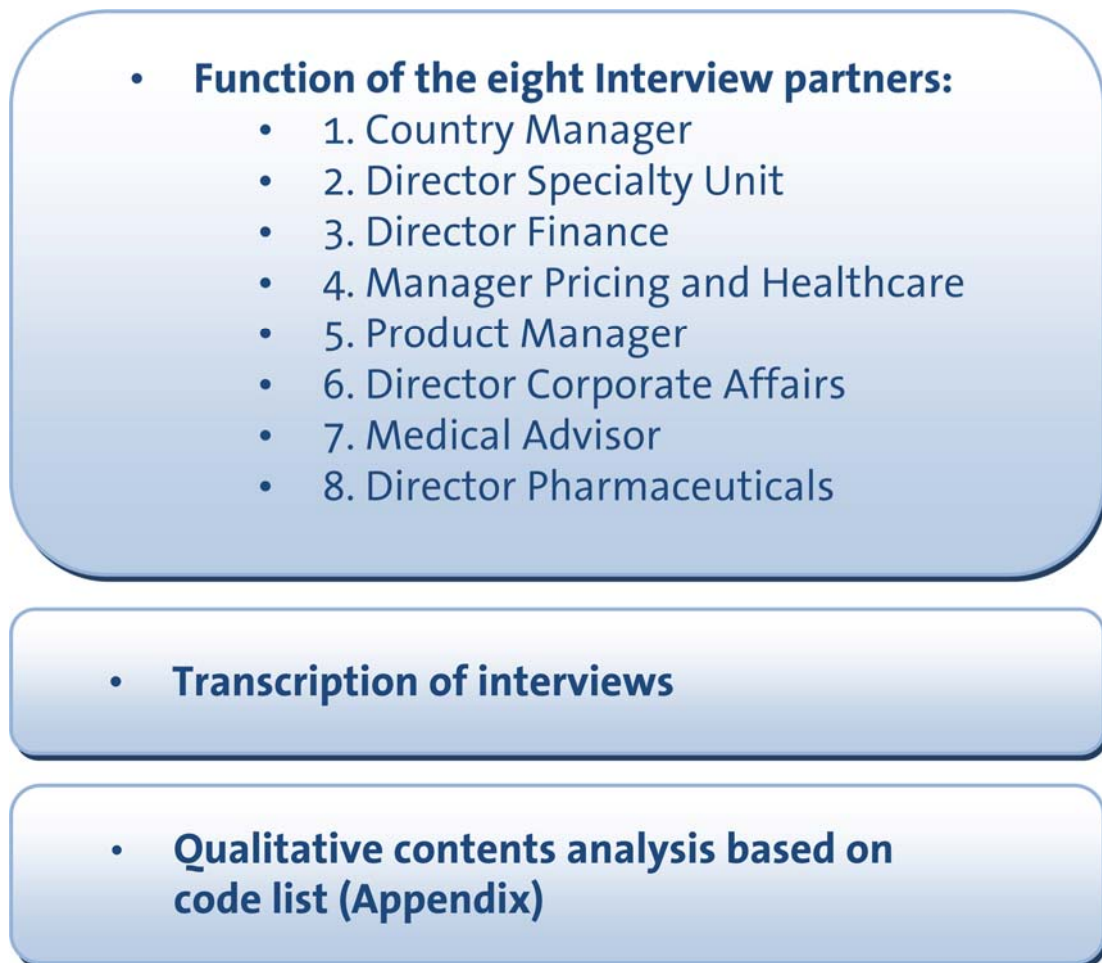 • Function of the eight Interview partners:
• 1. Country Manager
• 2. Director Specialty Unit
• 3. Director Finance
• 4. Manager Pricing and Healthcare
• 5. Product Manager
• 6. Director Corporate Affairs
• 7. Medical Advisor
• 8. Director Pharmaceuticals
• Transcription of interviews
• Qualitative contents analysis based on
code list (Appendix)